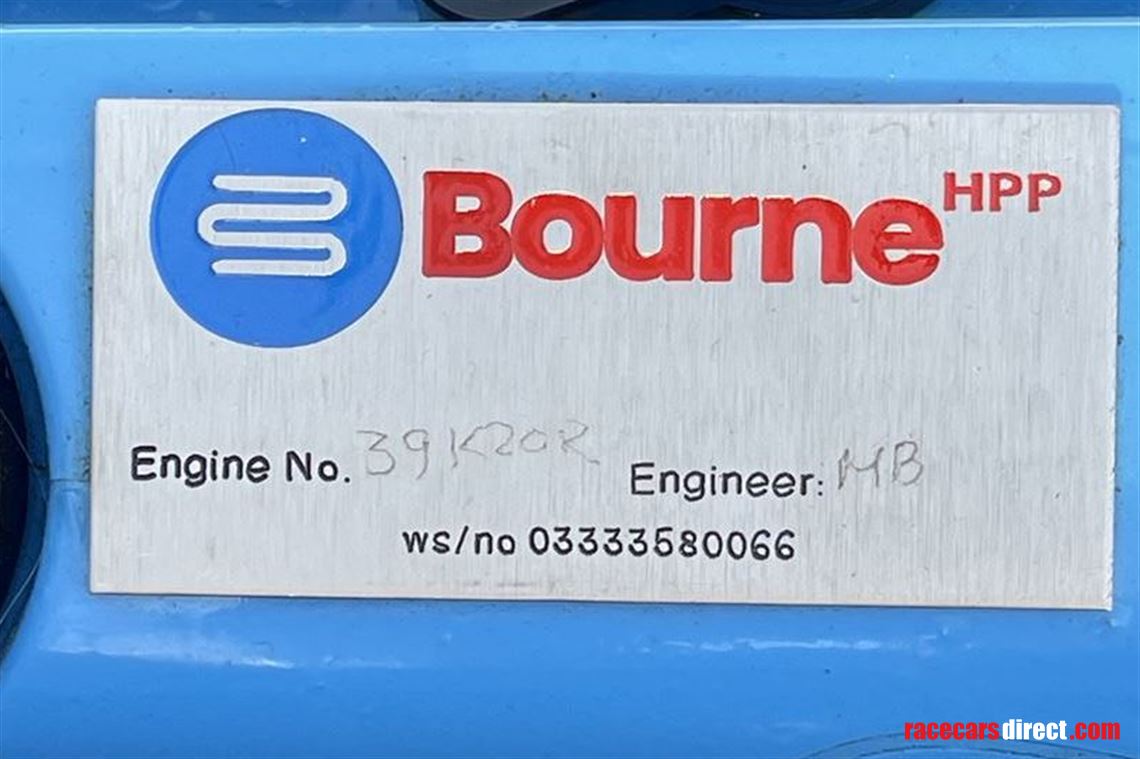 Bourne HPP
Engine No. 39K20R Engineer: MB
ws/no 03333580066
racecarsdirect.com